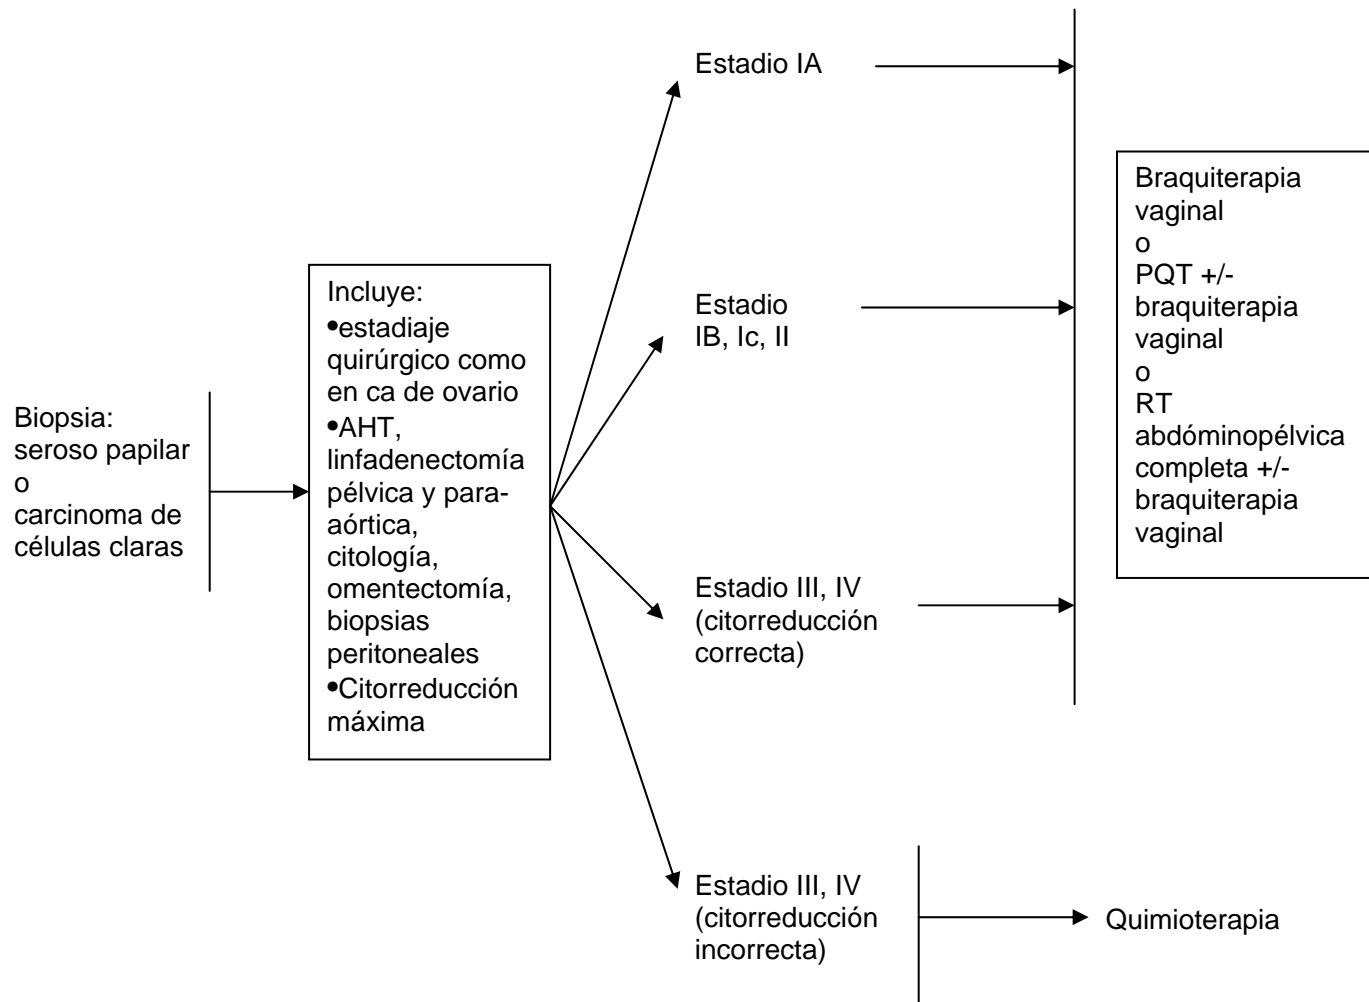 Biopsia:
seroso papilar
o
carcinoma de
células claras
Incluye:
•estadiaje
quirúrgico como
en ca de ovario
•AHT,
linfadenectomía
pélvica y para-
aórtica,
citología,
omentectomía,
biopsias
peritoneales
•Citorreducción
máxima
Estadio IA
Estadio
IB, Ic, II
Estadio III, IV
(citorreducción
correcta)
Estadio III, IV
(citorreducción
incorrecta)
Braquiterapia
vaginal
o
PQT +/-
braquiterapia
vaginal
o
RT
abdóminopélvica
completa +/-
braquiterapia
vaginal
Quimioterapia